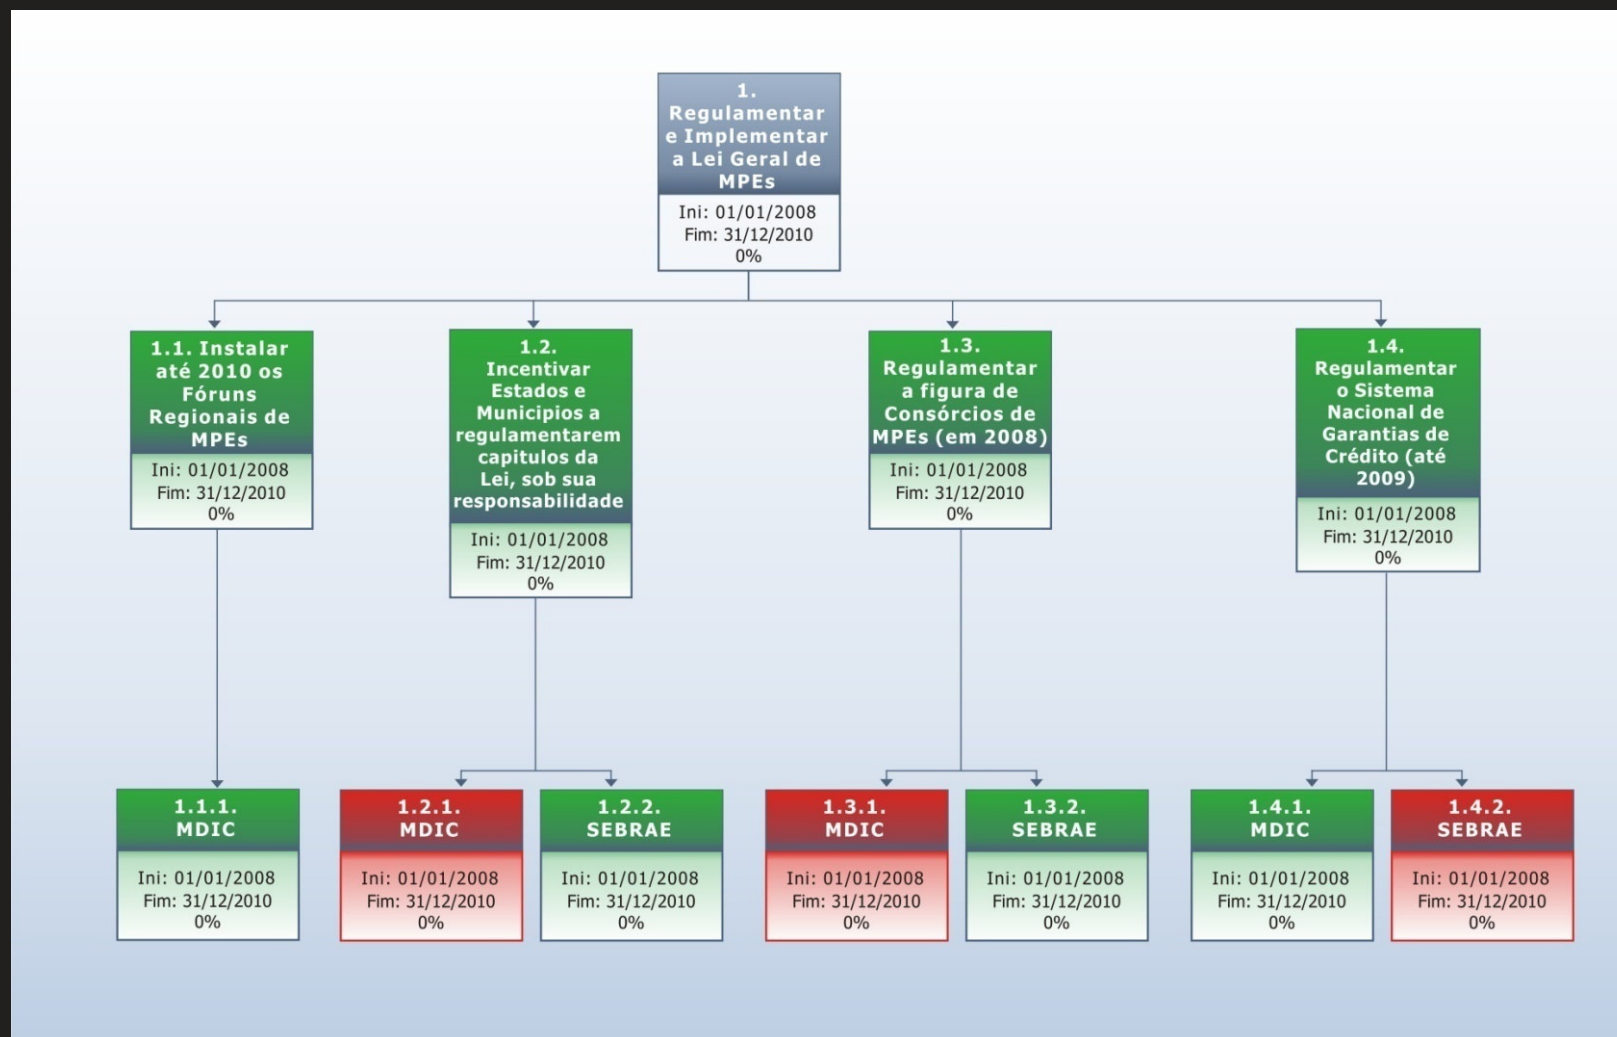 1.
Regulamentar
e Implementar
a Lei Geral de
MPEs
Ini: 01/01/2008
Fim: 31/12/2010
0%
1.1. Instalar
até 2010 os
Fóruns
Regionais de
MPEs
Ini: 01/01/2008
Fim: 31/12/2010
0%
1.2.
Incentivar
Estados e
Municipios a
regulamentarem
capitulos da
Lei, sob sua
responsabilidade
Ini: 01/01/2008
Fim: 31/12/2010
0%
1.3.
Regulamentar
a figura de
Consórcios de
MPEs (em 2008)
Ini: 01/01/2008
Fim: 31/12/2010
0%
1.4.
Regulamentar
o Sistema
Nacional de
Garantias de
Crédito (até
2009)
Ini: 01/01/2008
Fim: 31/12/2010
0%
1.1.1.
MDIC
Ini: 01/01/2008
Fim: 31/12/2010
0%
1.2.1.
MDIC
Ini: 01/01/2008
Fim: 31/12/2010
0%
1.2.2.
SEBRAE
Ini: 01/01/2008
Fim: 31/12/2010
0%
1.3.1.
MDIC
Ini: 01/01/2008
Fim: 31/12/2010
0%
1.3.2.
SEBRAE
Ini: 01/01/2008
Fim: 31/12/2010
0%
1.4.1.
MDIC
Ini: 01/01/2008
Fim: 31/12/2010
0%
1.4.2.
SEBRAE
Ini: 01/01/2008
Fim: 31/12/2010
0%